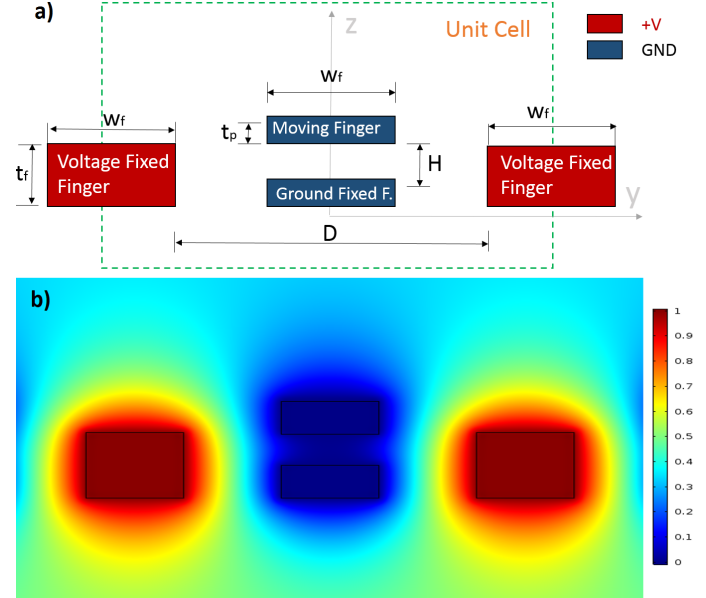 a)
z
Unit Cell
+V
GND
wf
wf
wf
tp
Moving Finger
tf
Voltage Fixed
Finger
H
Voltage Fixed
Finger
Ground Fixed F.
y
D
b)
1
0.9
0.8
0.7
0.6
0.5
0.4
0.3
0.2
0.1
0